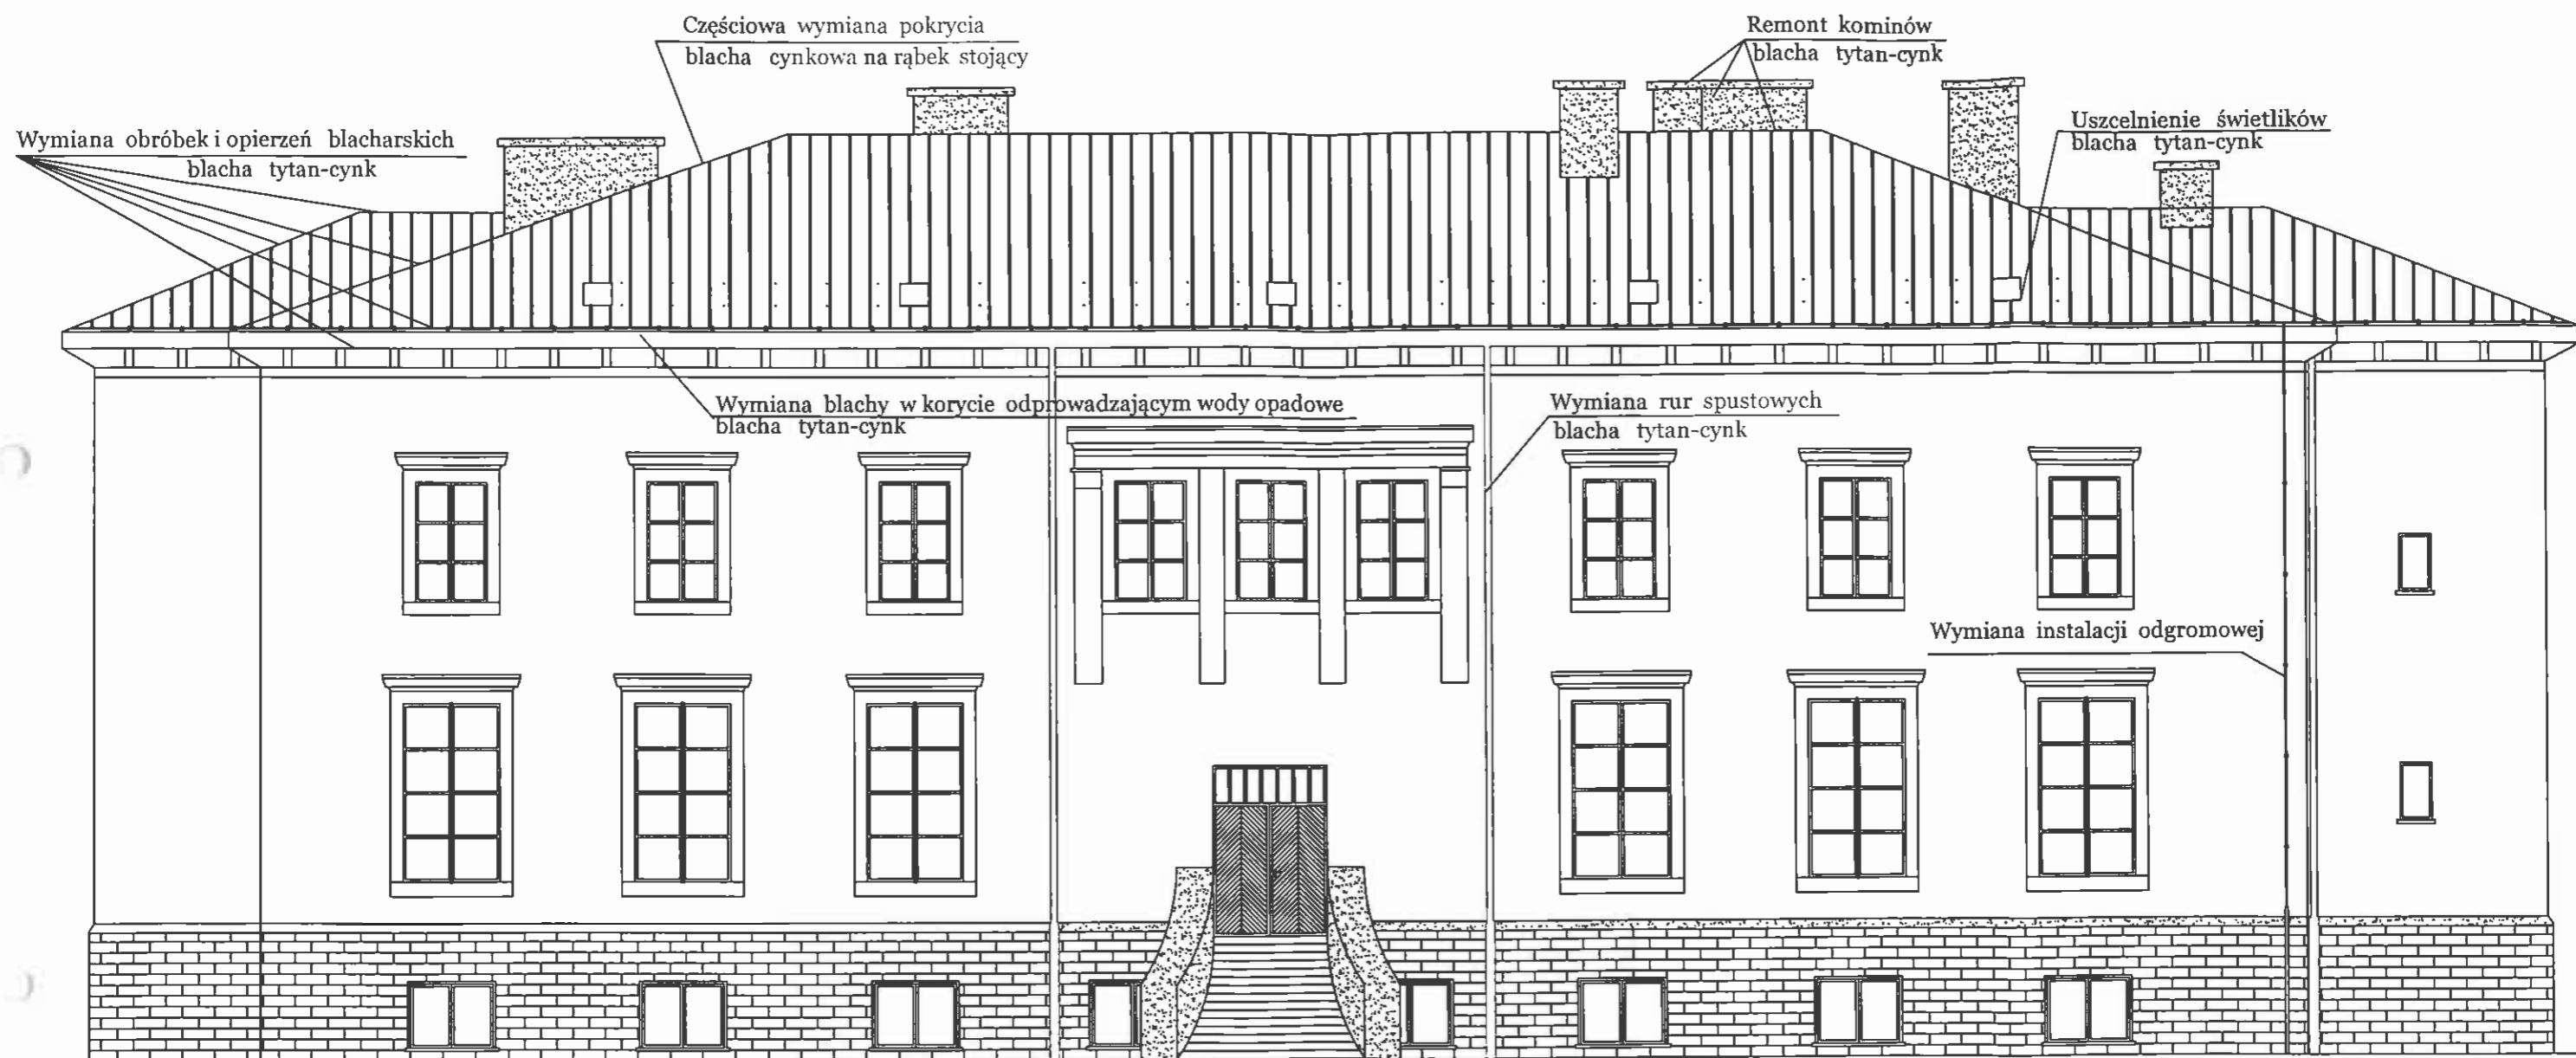 Częściowa wymiana pokrycia
blacha cynkowa na rąbek stojący
Remont kominów
blacha tytan-cynk
Wymiana obróbek i opierzeń blacharskich
blacha tytan-cynk
Uszcelnienie świetlików
blacha tytan-cynk
Wymiana blachy w korycie odprowadzającym wody opadowe
blacha tytan-cynk
Wymiana rur spustowych
blacha tytan-cynk
Wymiana instalacji odgromowej